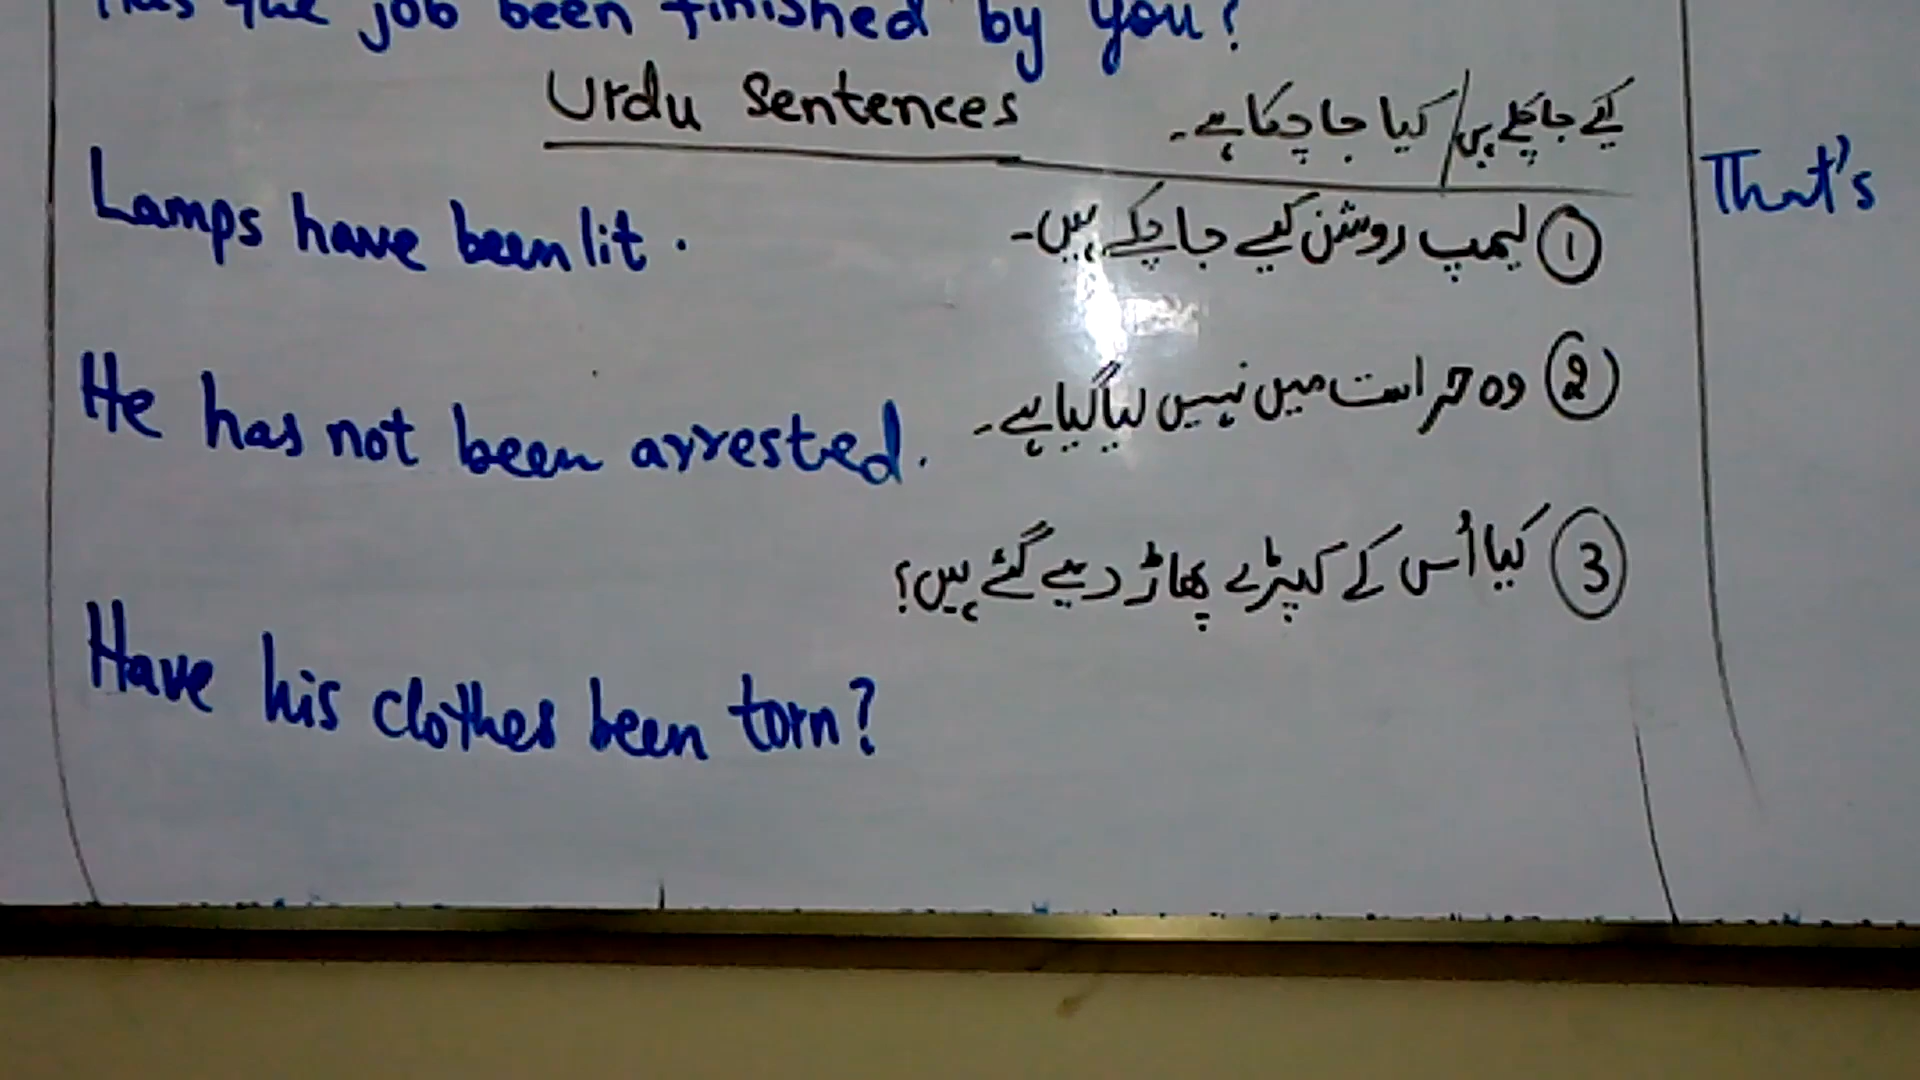 Has the job been finished by you?
Urdu Sentences
کیے جا چکے ہیں/کیا جا چکا ہے۔
Lamps have been lit.
① لیمپ روشن کیے جا چکے ہیں۔
He has not been arrested.
② وہ حراست میں نہیں لیا گیا ہے۔
③ کیا اُس کے کپڑے پھاڑ دیے گئے ہیں؟
Have his clothes been torn?
That's